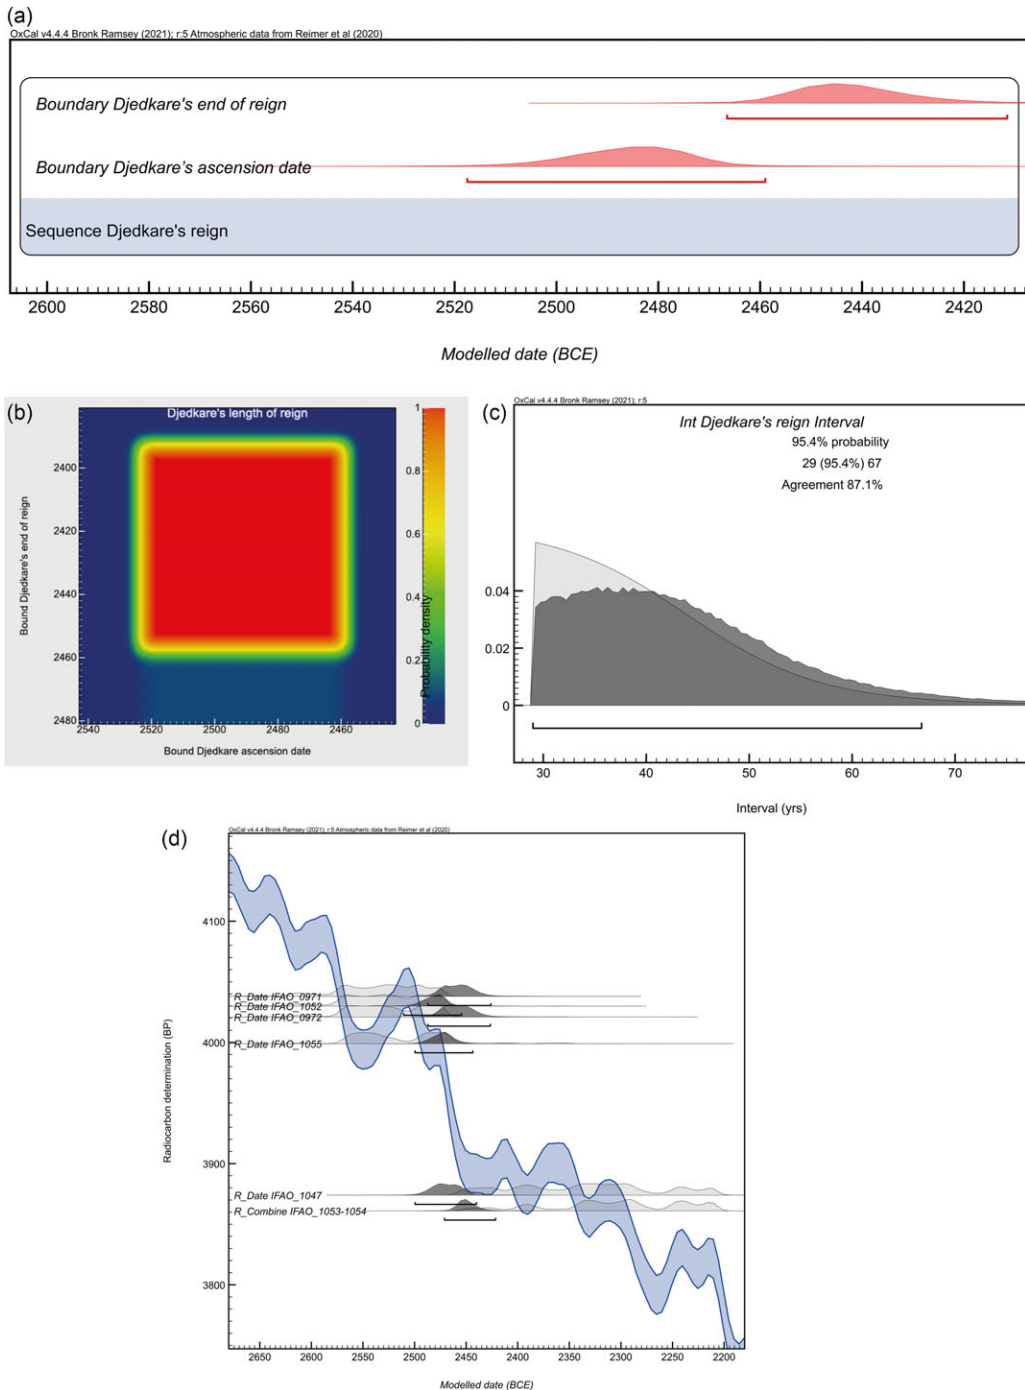 (a)
OxCal v4.4.4 Bronk Ramsey (2021); r:5 Atmospheric data from Reimer et al (2020)
Boundary Djedkare's end of reign
Boundary Djedkare's ascension date
Sequence Djedkare's reign
2600 2580 2560 2540 2520 2500 2480 2460 2440 2420
Modelled date (BCE)
(b)
Djedkare's length of reign
2400
2420
2440
2460
2480
2540 2520 2500 2480 2460
Bound Djedkare's end of reign
Bound Djedkare ascension date
1
0.8
0.6
0.4
0.2
0
Probability density
(c)
OxCal v4.4.4 Bronk Ramsey (2021); r:5
Int Djedkare's reign Interval
95.4% probability
29 (95.4%) 67
Agreement 87.1%
0.04
0.02
0
30 40 50 60 70
Interval (yrs)
(d)
OxCal v4.4.4 Bronk Ramsey (2021); r:5 Atmospheric data from Reimer et al (2020)
4100
4000
3900
3800
Radiocarbon determination (BP)
R_Date IFAO_0971
R_Date IFAO_1052
R_Date IFAO_0972
R_Date IFAO_1055
R_Date IFAO_1047
R_Combine IFAO_1053-1054
2650 2600 2550 2500 2450 2400 2350 2300 2250 2200
Modelled date (BCE)